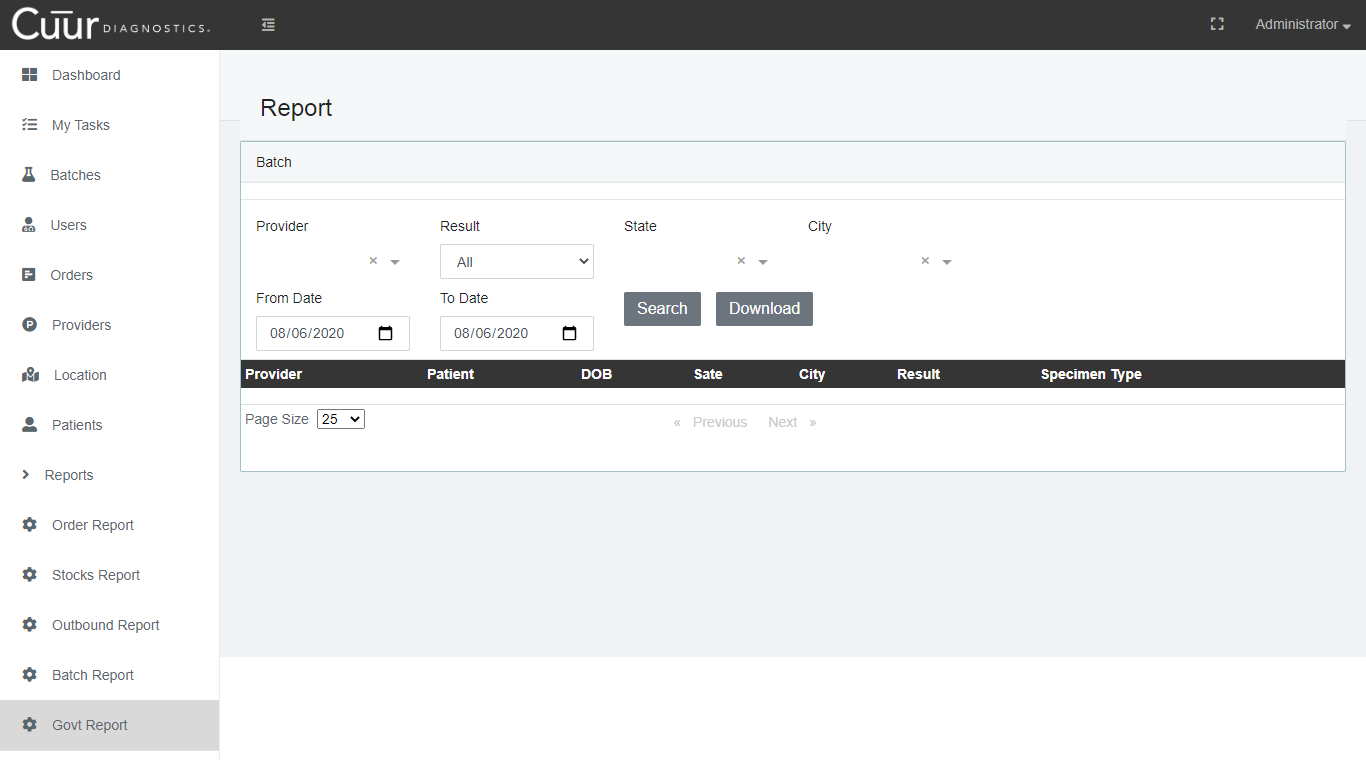 Cūur DIAGNOSTICS.
Administrator
Dashboard
My Tasks
Batches
Users
Orders
Providers
Location
Patients
Reports
Order Report
Stocks Report
Outbound Report
Batch Report
Govt Report
Report
Batch
Provider Result State City
× All × ×
From Date To Date
08/06/2020 08/06/2020 Search Download
Provider Patient DOB Sate City Result Specimen Type
Page Size 25 « Previous Next »